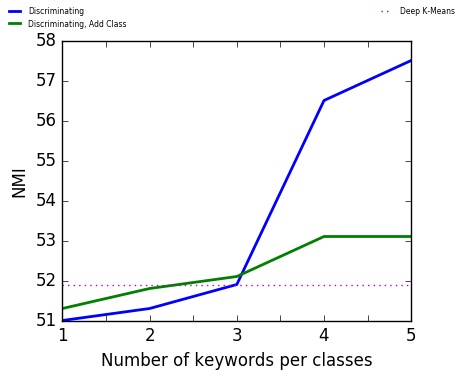 Discriminating
Discriminating, Add Class
Deep K-Means
58
57
56
55
54
53
52
51
NMI
1 2 3 4 5
Number of keywords per classes